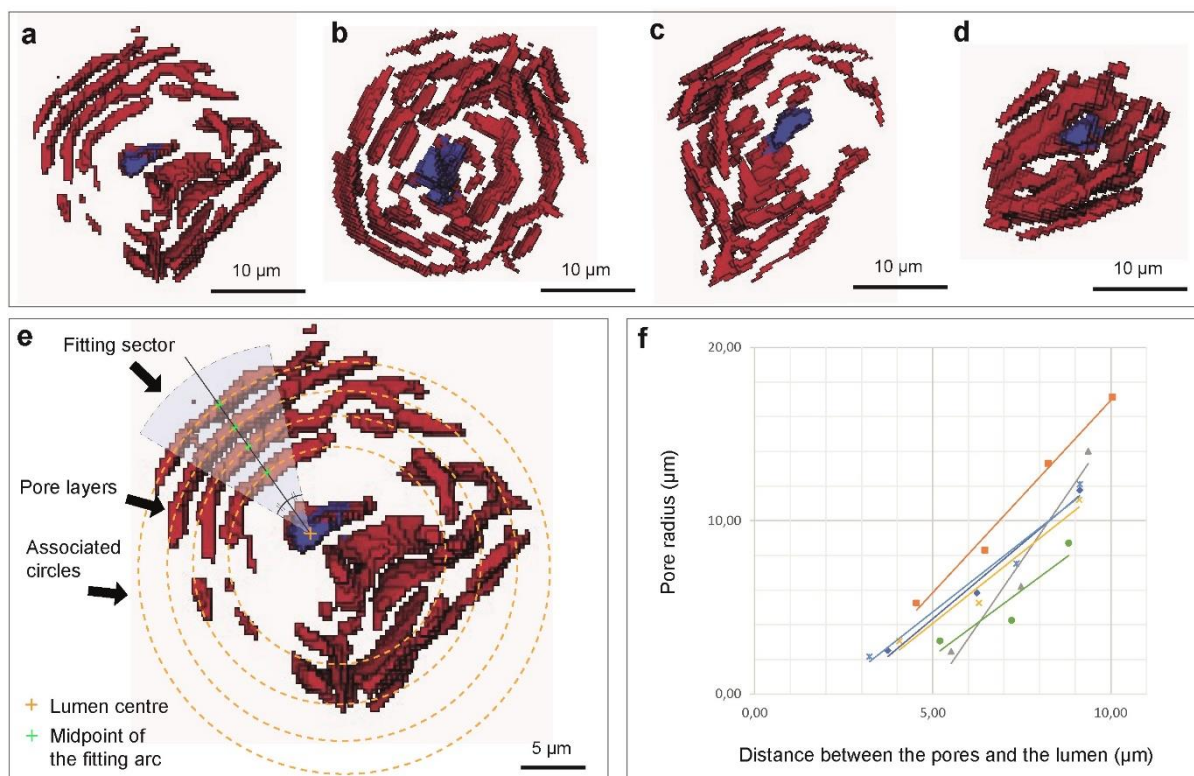 a
b
c
d
10 µm
10 µm
10 µm
10 µm
e
Fitting sector
Pore layers
Associated
circles
Lumen centre
Midpoint of
the fitting arc
5 µm
f
20,00
10,00
0,00
Pore radius (µm)
0,00
5,00
10,00
Distance between the pores and the lumen (µm)